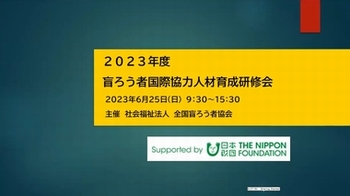 2023年度
盲ろう者国際協力人材育成研修会
2023年6月25日(日) 9:30~15:30
主催 社会福祉法人 全国盲ろう者協会
Supported by 日本財団 THE NIPPON FOUNDATION